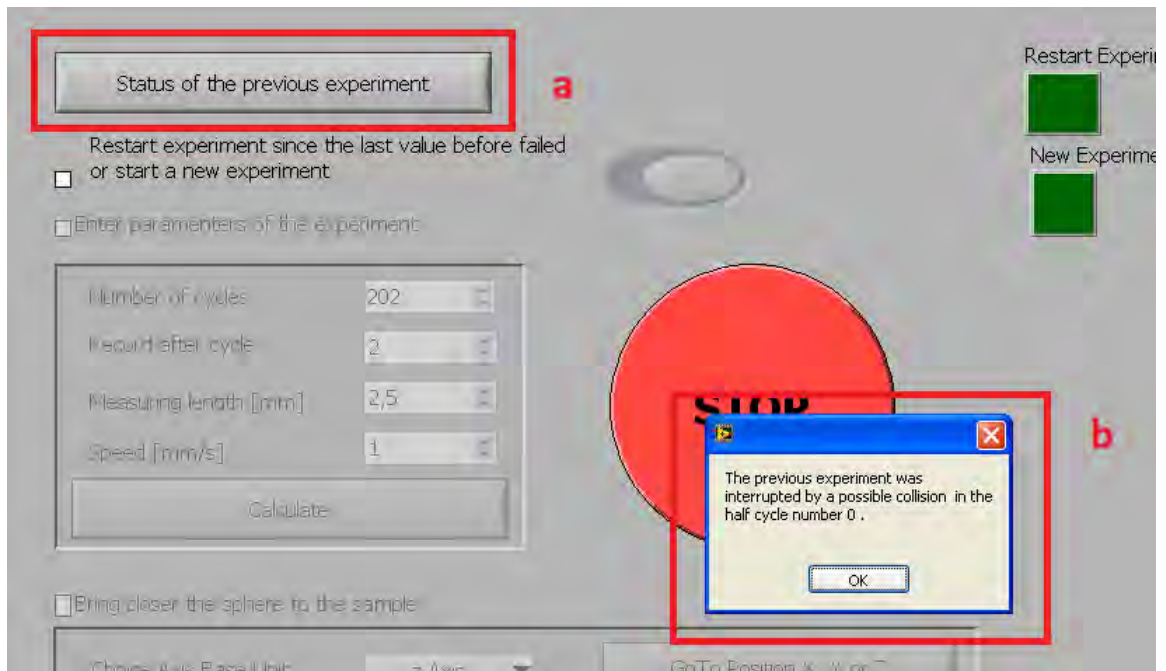 Status of the previous experiment
a
Restart Experi
Restart experiment since the last value before failed
or start a new experiment
New Experime
Enter paramenters of the experiment
Number of cycles 202
Record after cycle 2
Measuring length [mm] 2,5
Speed [mm/s] 1
Calculate
STOP
b
The previous experiment was
interrupted by a possible collision in the
half cycle number 0 .
OK
Bring closer the sphere to the sample